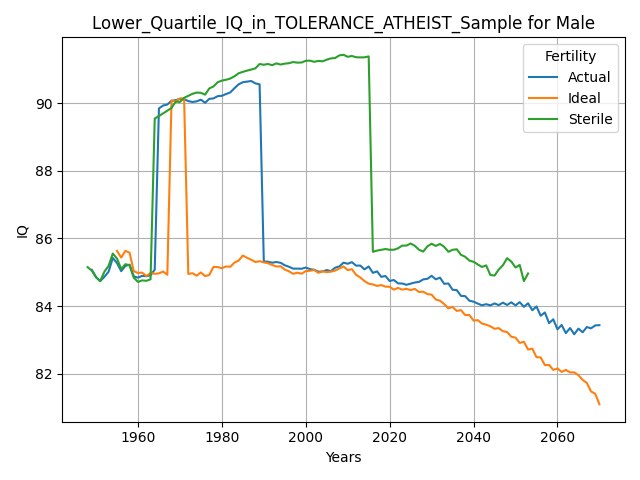 Lower_Quartile_IQ_in_TOLERANCE_ATHEIST_Sample for Male
Fertility
Actual
Ideal
Sterile
IQ
90
88
86
84
82
1960
1980
2000
2020
2040
2060
Years